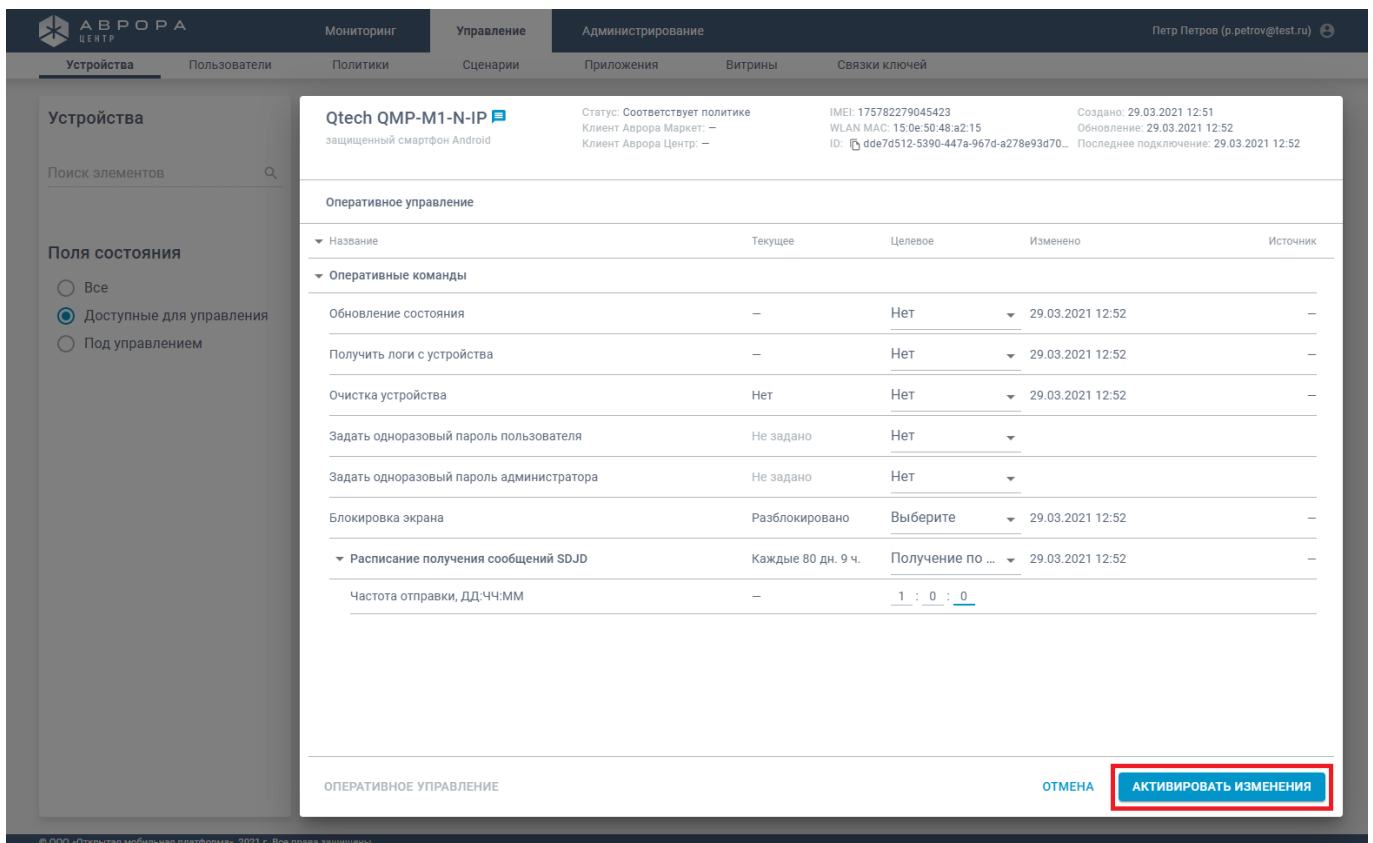 АВРОРА
ЦЕНТР
Мониторинг Управление Администрирование Петр Петров (p.petrov@test.ru)
Устройства Пользователи Политики Сценарии Приложения Витрины Связки ключей
Устройства
Поиск элементов
Поля состояния
Все
Доступные для управления
Под управлением
Qtech QMP-M1-N-IP
защищенный смартфон Android
Статус: Соответствует политике
Клиент Аврора Маркет: —
Клиент Аврора Центр: —
IMEI: 175782279045423
WLAN MAC: 15:0e:50:48:a2:15
ID: dde7d512-5390-447a-967d-a278e93d70...
Создано: 29.03.2021 12:51
Обновление: 29.03.2021 12:52
Последнее подключение: 29.03.2021 12:52
Оперативное управление
Название Текущее Целевое Изменено Источник
Оперативные команды
Обновление состояния — Нет 29.03.2021 12:52 —
Получить логи с устройства — Нет 29.03.2021 12:52 —
Очистка устройства Нет Нет 29.03.2021 12:52 —
Задать одноразовый пароль пользователя Не задано Нет
Задать одноразовый пароль администратора Не задано Нет
Блокировка экрана Разблокировано Выберите 29.03.2021 12:52 —
Расписание получения сообщений SDJD Каждые 80 дн. 9 ч. Получение по ... 29.03.2021 12:52 —
Частота отправки, ДД:ЧЧ:ММ — 1 : 0 : 0
ОПЕРАТИВНОЕ УПРАВЛЕНИЕ ОТМЕНА АКТИВИРОВАТЬ ИЗМЕНЕНИЯ
© ООО «Открытая мобильная платформа», 2021 г. Все права защищены